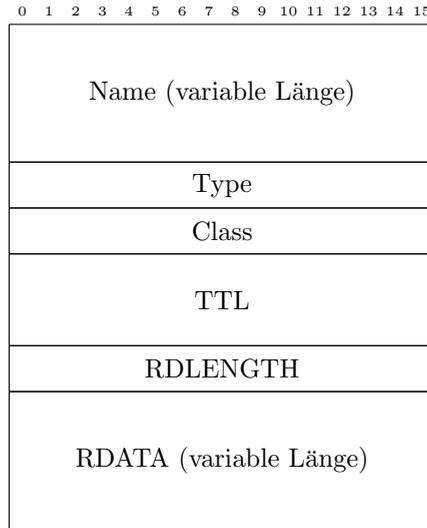 0 1 2 3 4 5 6 7 8 9 10 11 12 13 14 15
Name (variable Länge)
Type
Class
TTL
RDLENGTH
RDATA (variable Länge)